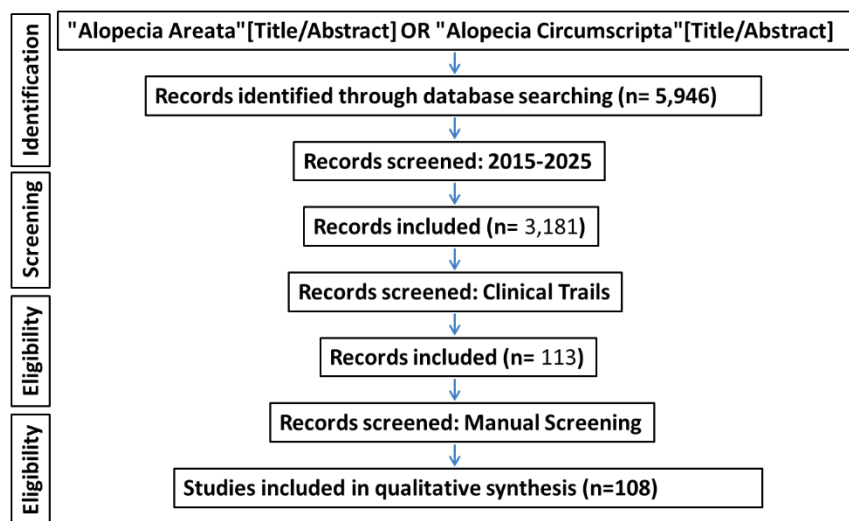 "Alopecia Areata"[Title/Abstract] OR "Alopecia Circumscripta"[Title/Abstract]
Records identified through database searching (n= 5,946)
Records screened: 2015-2025
Records included (n= 3,181)
Records screened: Clinical Trails
Records included (n= 113)
Records screened: Manual Screening
Studies included in qualitative synthesis (n=108)
Identification
Screening
Eligibility
Eligibility